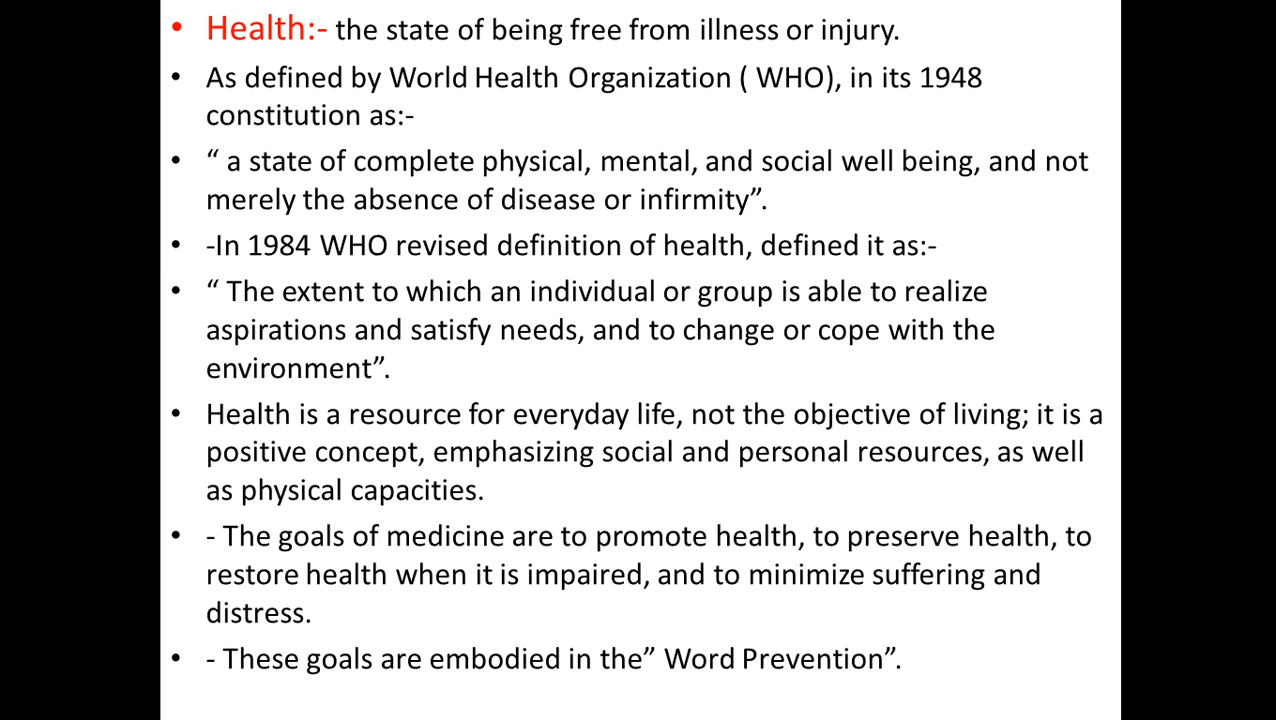 • Health:- the state of being free from illness or injury.
• As defined by World Health Organization ( WHO), in its 1948
constitution as:-
• “ a state of complete physical, mental, and social well being, and not
merely the absence of disease or infirmity”.
• -In 1984 WHO revised definition of health, defined it as:-
• “ The extent to which an individual or group is able to realize
aspirations and satisfy needs, and to change or cope with the
environment”.
• Health is a resource for everyday life, not the objective of living; it is a
positive concept, emphasizing social and personal resources, as well
as physical capacities.
• - The goals of medicine are to promote health, to preserve health, to
restore health when it is impaired, and to minimize suffering and
distress.
• - These goals are embodied in the” Word Prevention”.